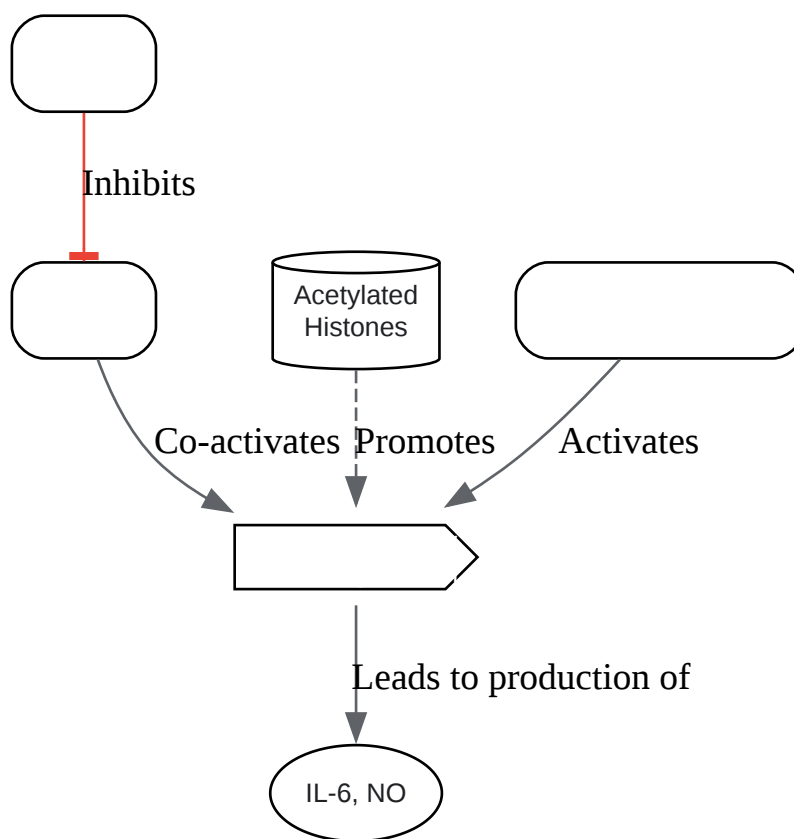 Inhibits
Acetylated
Histones
Co-activates
Promotes
Activates
Leads to production of
IL-6, NO